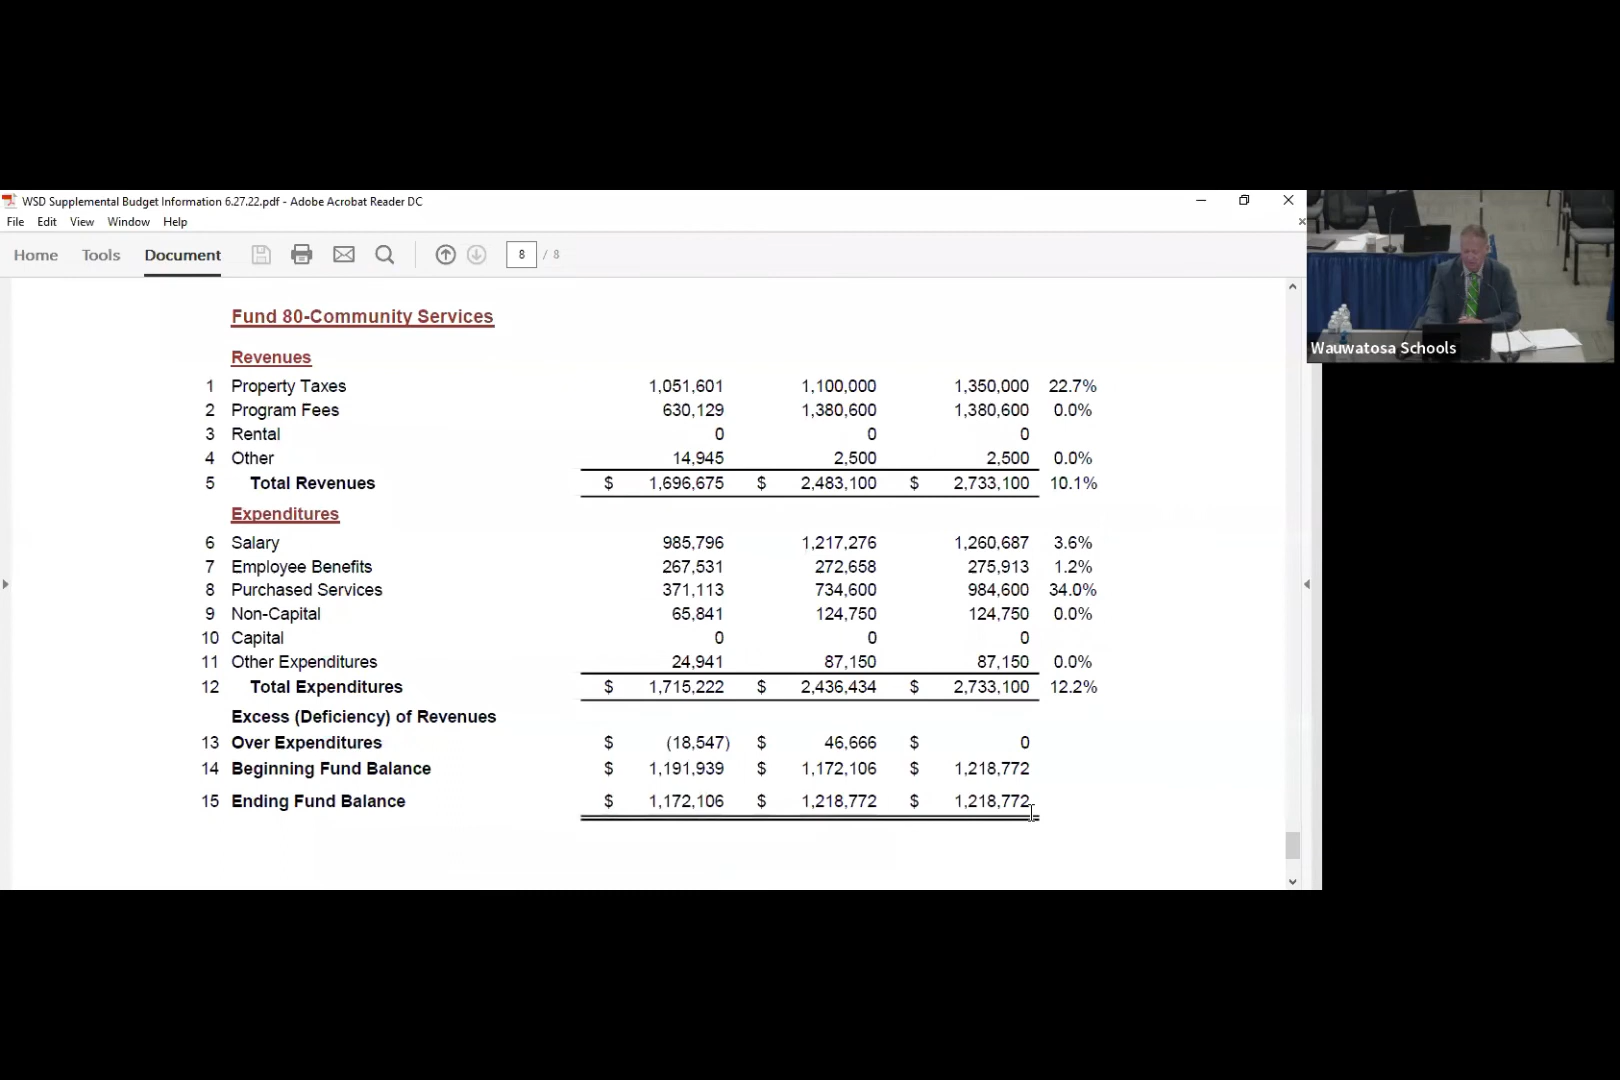 WSD Supplemental Budget Information 6.27.22.pdf - Adobe Acrobat Reader DC
File Edit View Window Help
Home Tools Document 8 / 8
Wauwatosa Schools
Fund 80-Community Services
Revenues
1 Property Taxes 1,051,601 1,100,000 1,350,000 22.7%
2 Program Fees 630,129 1,380,600 1,380,600 0.0%
3 Rental 0 0 0
4 Other 14,945 2,500 2,500 0.0%
5 Total Revenues $ 1,696,675 $ 2,483,100 $ 2,733,100 10.1%
Expenditures
6 Salary 985,796 1,217,276 1,260,687 3.6%
7 Employee Benefits 267,531 272,658 275,913 1.2%
8 Purchased Services 371,113 734,600 984,600 34.0%
9 Non-Capital 65,841 124,750 124,750 0.0%
10 Capital 0 0 0
11 Other Expenditures 24,941 87,150 87,150 0.0%
12 Total Expenditures $ 1,715,222 $ 2,436,434 $ 2,733,100 12.2%
Excess (Deficiency) of Revenues
13 Over Expenditures $ (18,547) $ 46,666 $ 0
14 Beginning Fund Balance $ 1,191,939 $ 1,172,106 $ 1,218,772
15 Ending Fund Balance $ 1,172,106 $ 1,218,772 $ 1,218,772